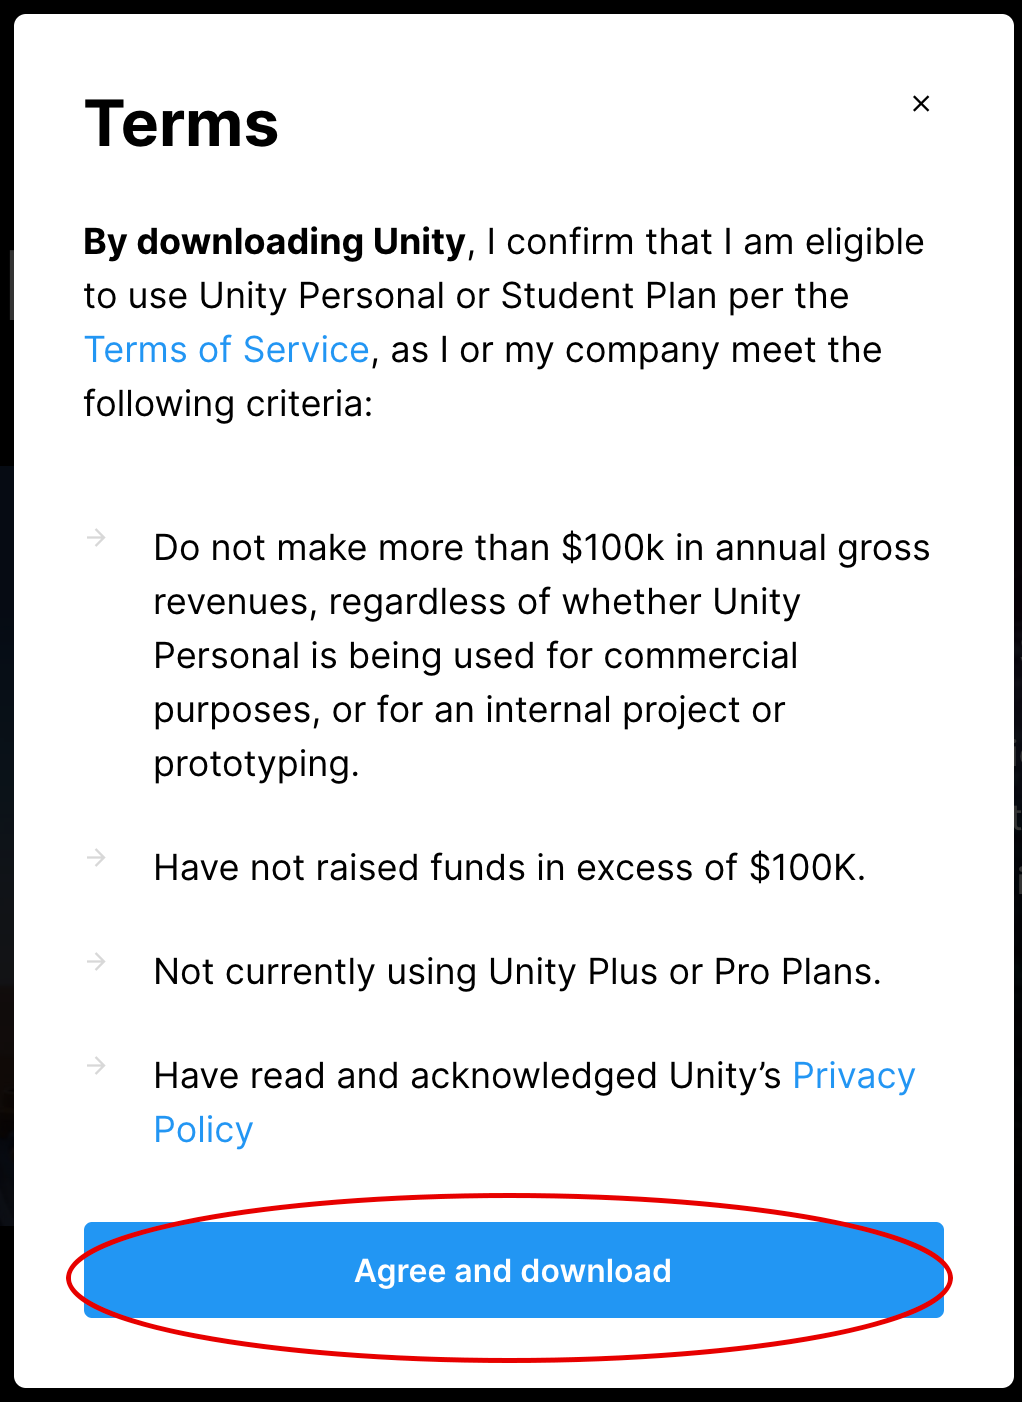 Terms
By downloading Unity, I confirm that I am eligible
to use Unity Personal or Student Plan per the
Terms of Service, as I or my company meet the
following criteria:
Do not make more than $100k in annual gross
revenues, regardless of whether Unity
Personal is being used for commercial
purposes, or for an internal project or
prototyping.
Have not raised funds in excess of $100K.
Not currently using Unity Plus or Pro Plans.
Have read and acknowledged Unity’s Privacy
Policy
Agree and download